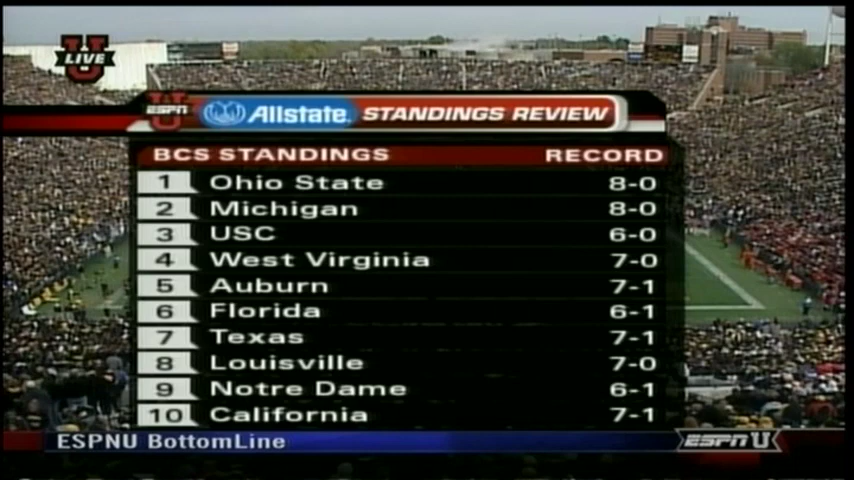 U
LIVE
ESPN U Allstate. STANDINGS REVIEW
BCS STANDINGS RECORD
1 Ohio State 8-0
2 Michigan 8-0
3 USC 6-0
4 West Virginia 7-0
5 Auburn 7-1
6 Florida 6-1
7 Texas 7-1
8 Louisville 7-0
9 Notre Dame 6-1
10 California 7-1
ESPNU BottomLine ESPN U